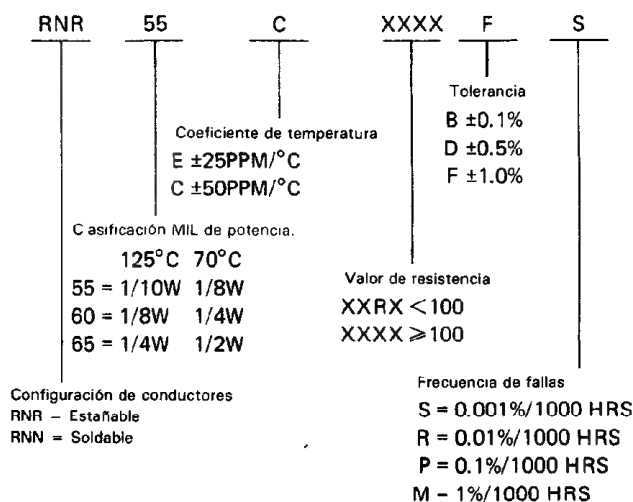 RNR 55 C XXXX F S
Tolerancia
B ±0.1%
D ±0.5%
F ±1.0%
Coeficiente de temperatura
E ±25PPM/°C
C ±50PPM/°C
C asificación MIL de potencia.
125°C 70°C
55 = 1/10W 1/8W
60 = 1/8W 1/4W
65 = 1/4W 1/2W
Valor de resistencia
XXRX < 100
XXXX ⩾ 100
Configuración de conductores
RNR – Estañable
RNN = Soldable
Frecuencia de fallas
S = 0.001%/1000 HRS
R = 0.01%/1000 HRS
P = 0.1%/1000 HRS
M – 1%/1000 HRS